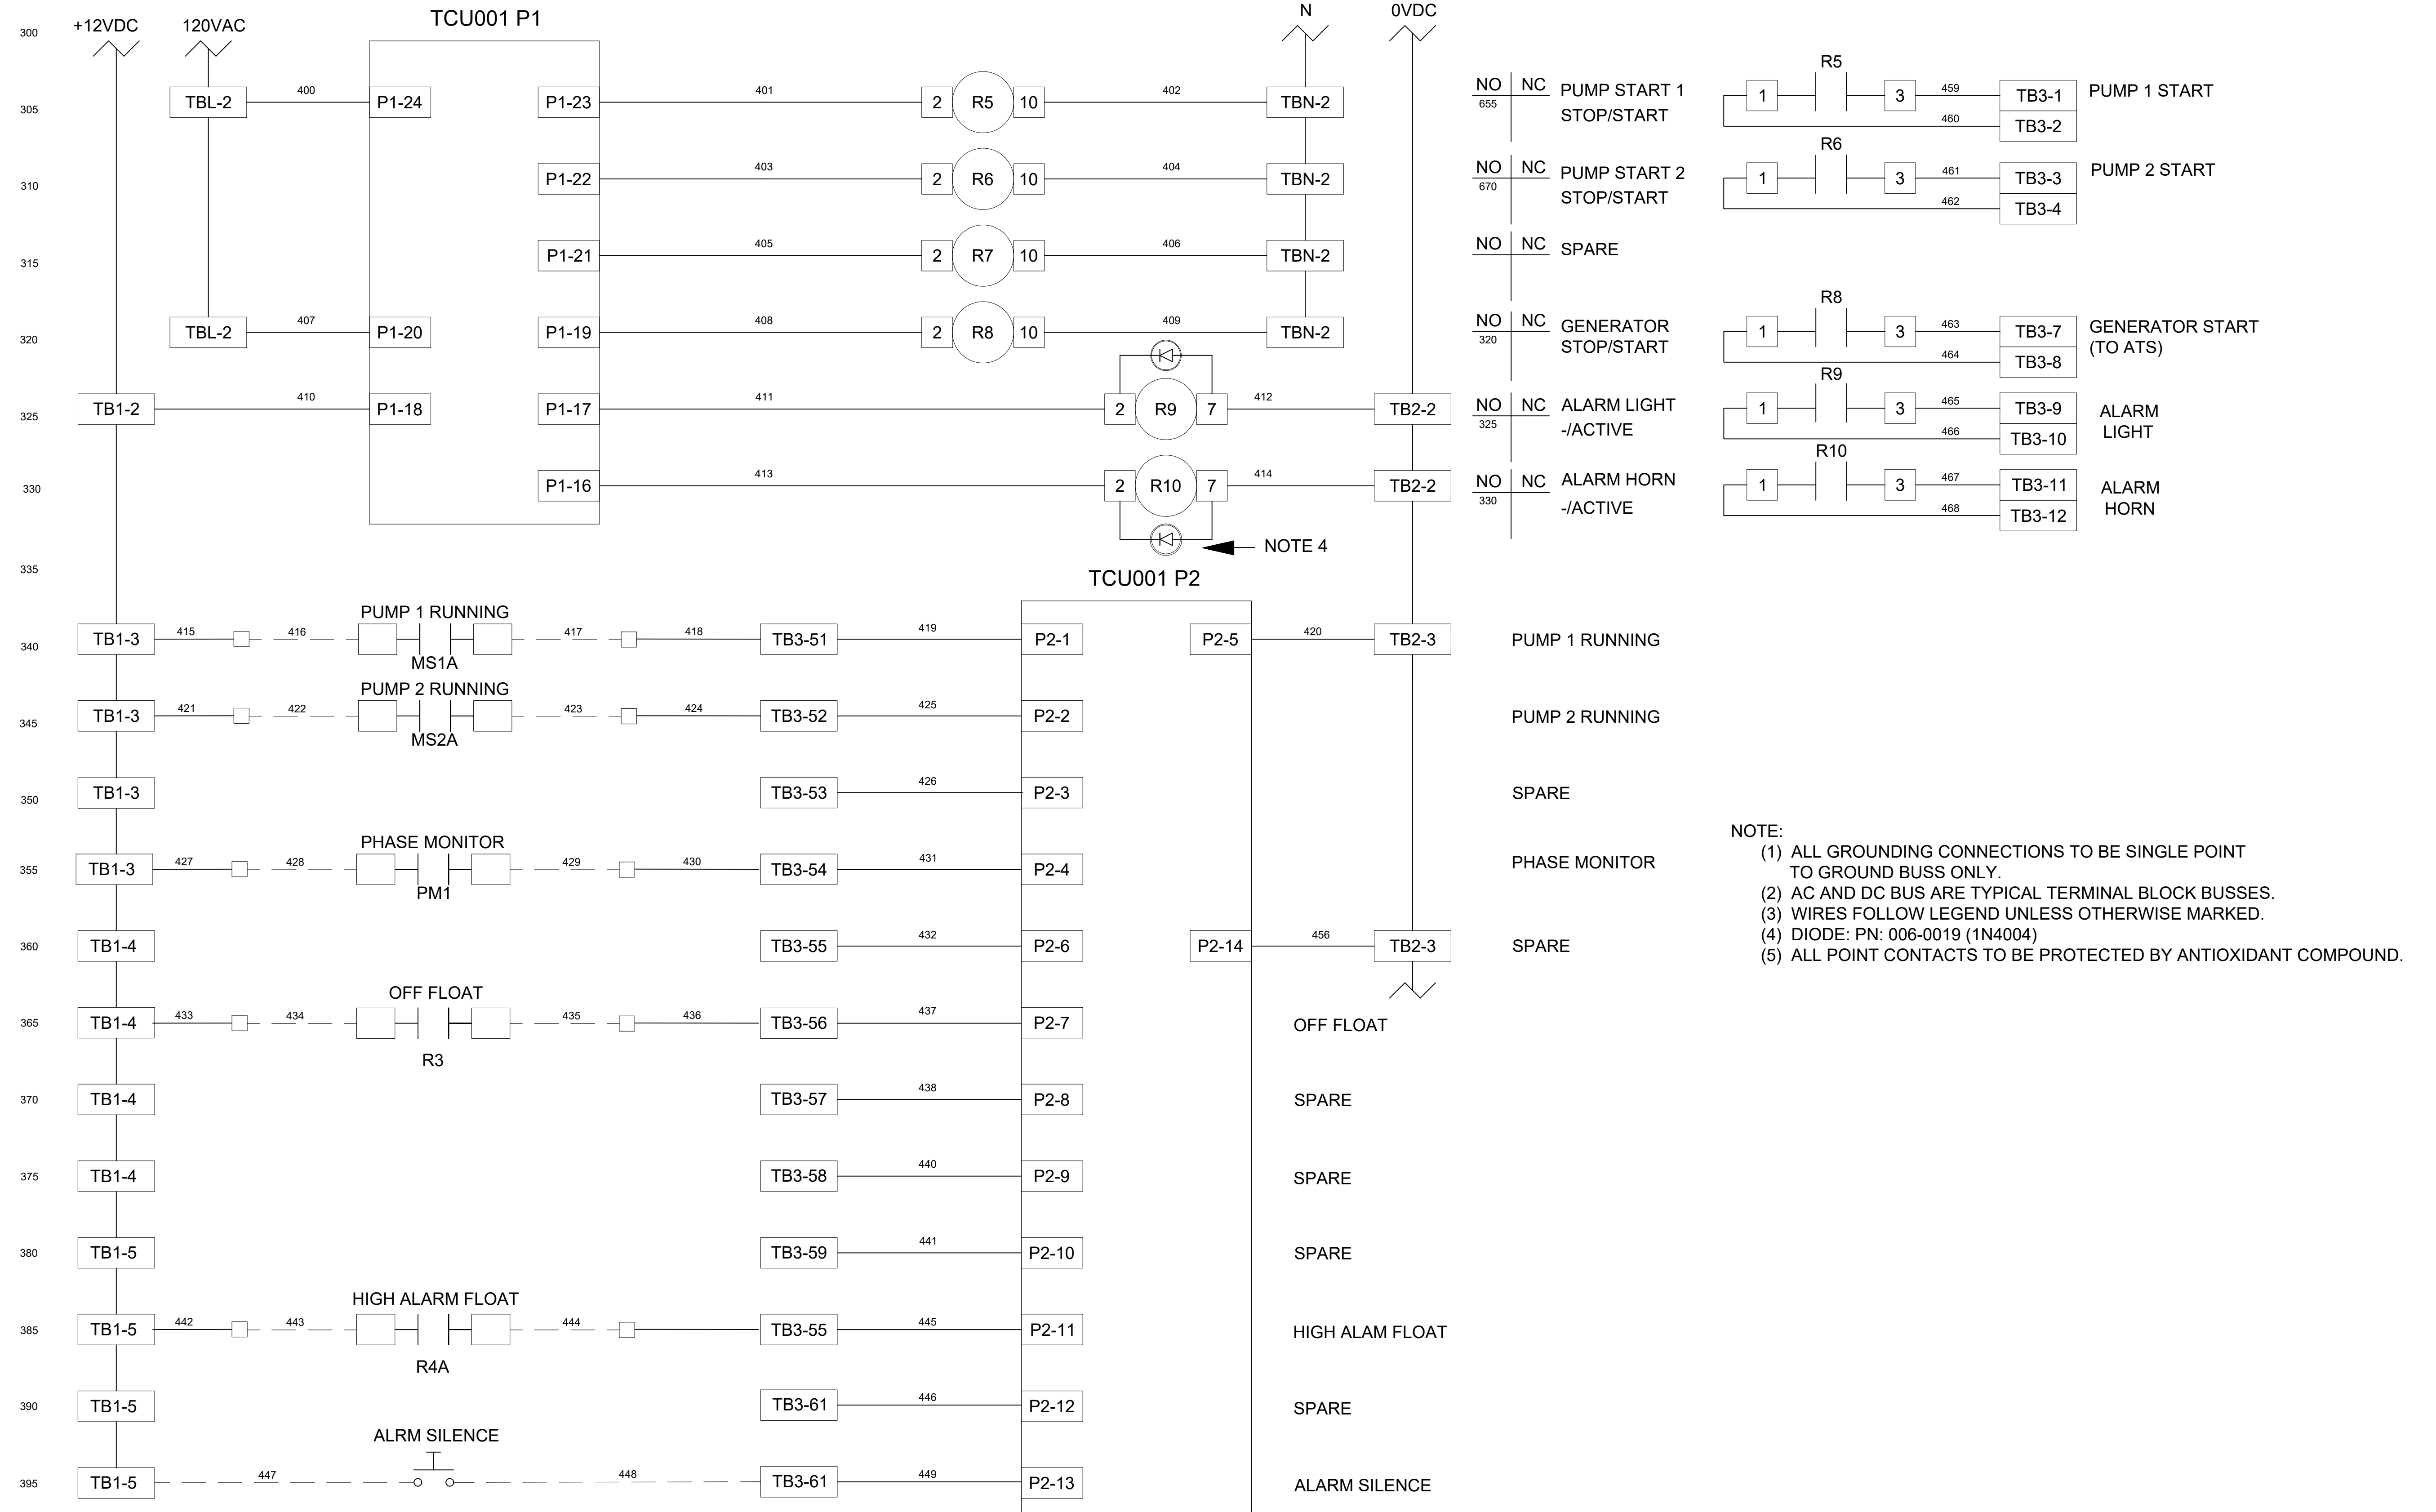 TCU001 P1
+12VDC 120VAC N 0VDC
300
R5
NO NC PUMP START 1 1 3 459 TB3-1 PUMP 1 START
305 TBL-2 400 P1-24 P1-23 401 2 R5 10 402 TBN-2 655 STOP/START 460 TB3-2
R6
310 P1-22 403 2 R6 10 404 TBN-2 NO NC PUMP START 2 1 3 461 TB3-3 PUMP 2 START
670 STOP/START 462 TB3-4
315 P1-21 405 2 R7 10 406 TBN-2 NO NC SPARE
R8
320 TBL-2 407 P1-20 P1-19 408 2 R8 10 409 TBN-2 NO NC GENERATOR 1 3 463 TB3-7 GENERATOR START
320 STOP/START 464 TB3-8 (TO ATS)
R9
325 TB1-2 410 P1-18 P1-17 411 2 R9 7 412 TB2-2 NO NC ALARM LIGHT 1 3 465 TB3-9 ALARM
325 -/ACTIVE 466 TB3-10 LIGHT
R10
330 P1-16 413 2 R10 7 414 TB2-2 NO NC ALARM HORN 1 3 467 TB3-11 ALARM
330 -/ACTIVE 468 TB3-12 HORN
NOTE 4
335
TCU001 P2
PUMP 1 RUNNING
340 TB1-3 415 416 417 418 TB3-51 419 P2-1 P2-5 420 TB2-3 PUMP 1 RUNNING
MS1A
PUMP 2 RUNNING
345 TB1-3 421 422 423 424 TB3-52 425 P2-2 PUMP 2 RUNNING
MS2A
350 TB1-3 TB3-53 426 P2-3 SPARE
PHASE MONITOR
355 TB1-3 427 428 429 430 TB3-54 431 P2-4 PHASE MONITOR
PM1
360 TB1-4 TB3-55 432 P2-6 P2-14 456 TB2-3 SPARE
OFF FLOAT
365 TB1-4 433 434 435 436 TB3-56 437 P2-7 OFF FLOAT
R3
370 TB1-4 TB3-57 438 P2-8 SPARE
375 TB1-4 TB3-58 440 P2-9 SPARE
380 TB1-5 TB3-59 441 P2-10 SPARE
HIGH ALARM FLOAT
385 TB1-5 442 443 444 TB3-55 445 P2-11 HIGH ALAM FLOAT
R4A
390 TB1-5 TB3-61 446 P2-12 SPARE
ALRM SILENCE
395 TB1-5 447 448 TB3-61 449 P2-13 ALARM SILENCE
NOTE:
(1) ALL GROUNDING CONNECTIONS TO BE SINGLE POINT
TO GROUND BUSS ONLY.
(2) AC AND DC BUS ARE TYPICAL TERMINAL BLOCK BUSSES.
(3) WIRES FOLLOW LEGEND UNLESS OTHERWISE MARKED.
(4) DIODE: PN: 006-0019 (1N4004)
(5) ALL POINT CONTACTS TO BE PROTECTED BY ANTIOXIDANT COMPOUND.